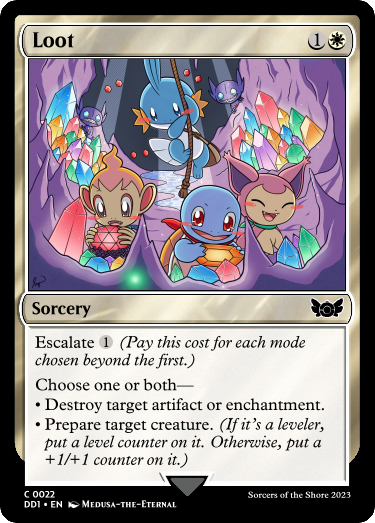 Loot 1
Sorcery
Escalate 1 (Pay this cost for each mode
chosen beyond the first.)
Choose one or both—
• Destroy target artifact or enchantment.
• Prepare target creature. (If it's a leveler,
put a level counter on it. Otherwise, put a
+1/+1 counter on it.)
C 0022
DD1 • EN Medusa-the-Eternal
Sorcers of the Shore 2023